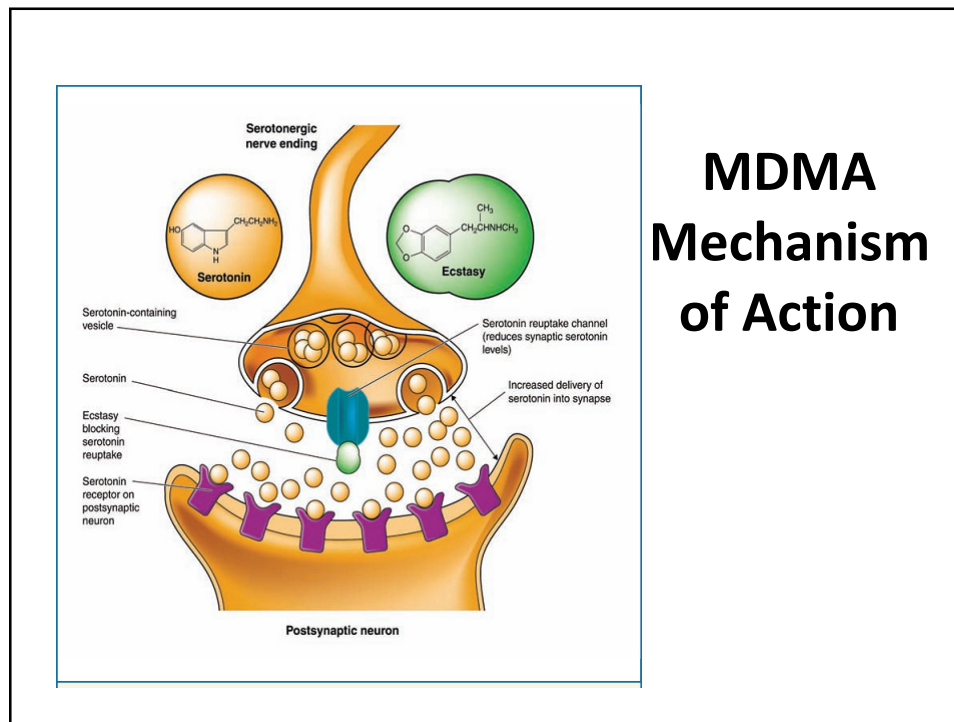 MDMA
Mechanism
of Action
Serotonergic
nerve ending
HO
CH₂CH₂NH₂
N
H
Serotonin
CH₃
CH₂CHNHCH₃
O
O
Ecstasy
Serotonin-containing
vesicle
Serotonin
Ecstasy
blocking
serotonin
reuptake
Serotonin
receptor on
postsynaptic
neuron
Serotonin reuptake channel
(reduces synaptic serotonin
levels)
Increased delivery of
serotonin into synapse
Postsynaptic neuron